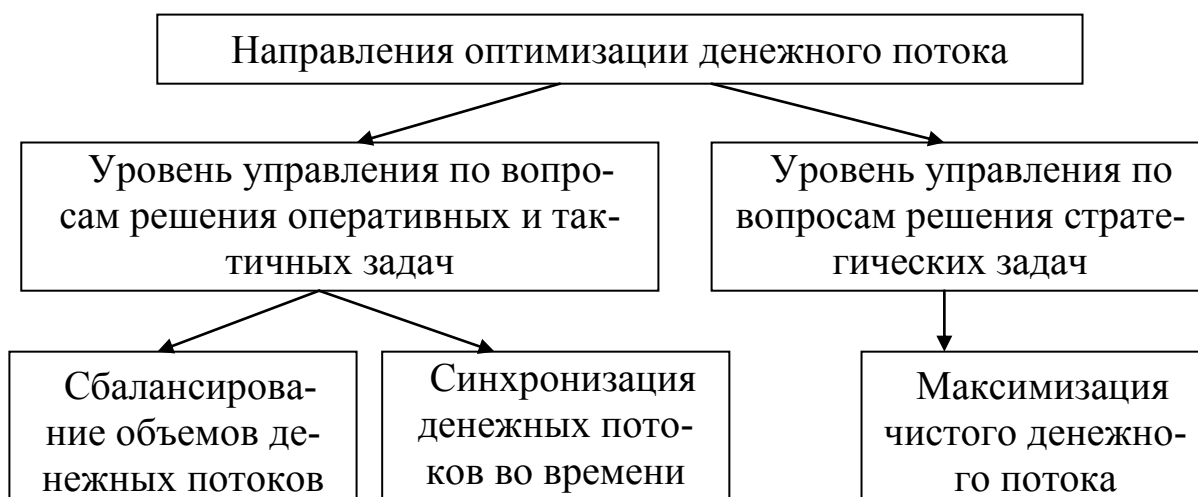 Направления оптимизации денежного потока
Уровень управления по вопро-
сам решения оперативных и так-
тичных задач
Уровень управления по
вопросам решения страте-
гических задач
Сбалансирова-
ние объемов де-
нежных потоков
Синхронизация
денежных пото-
ков во времени
Максимизация
чистого денежно-
го потока